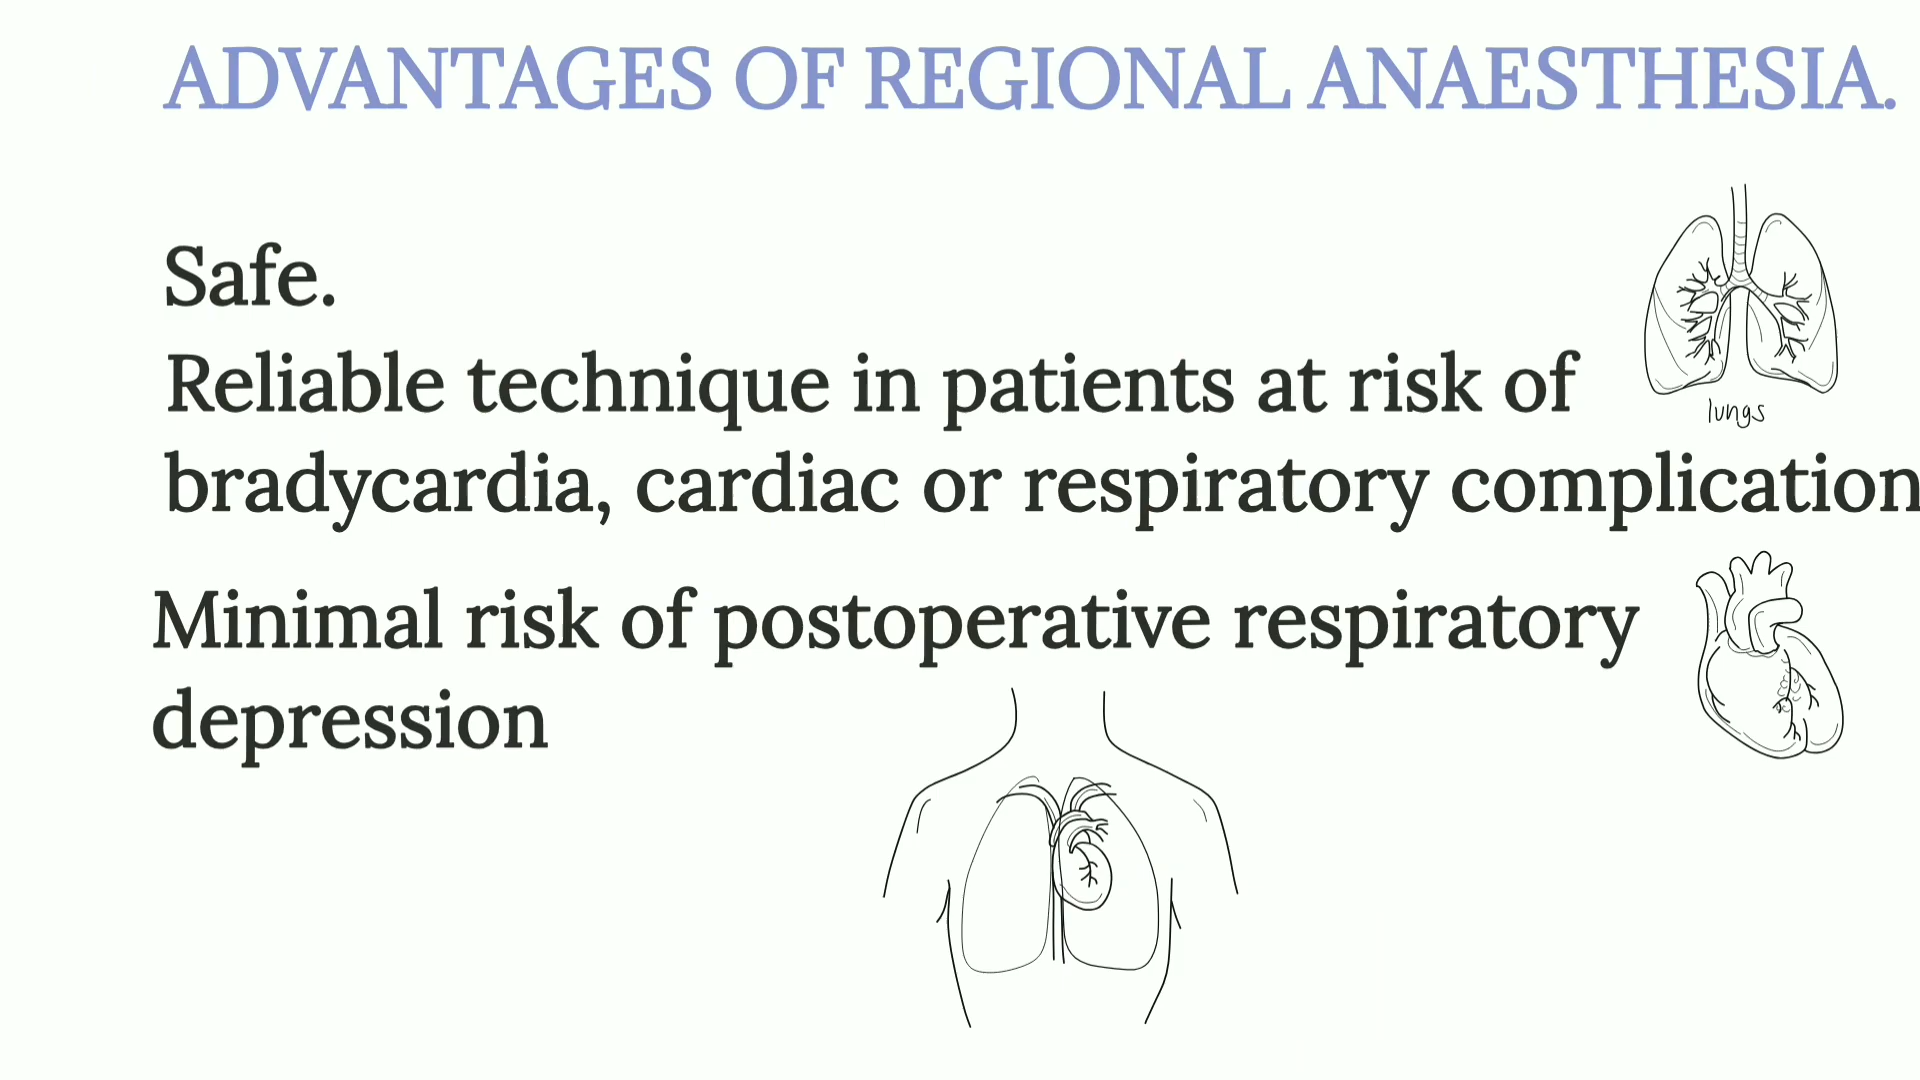 ADVANTAGES OF REGIONAL ANAESTHESIA.
Safe.
Reliable technique in patients at risk of
bradycardia, cardiac or respiratory complication
lungs
Minimal risk of postoperative respiratory
depression